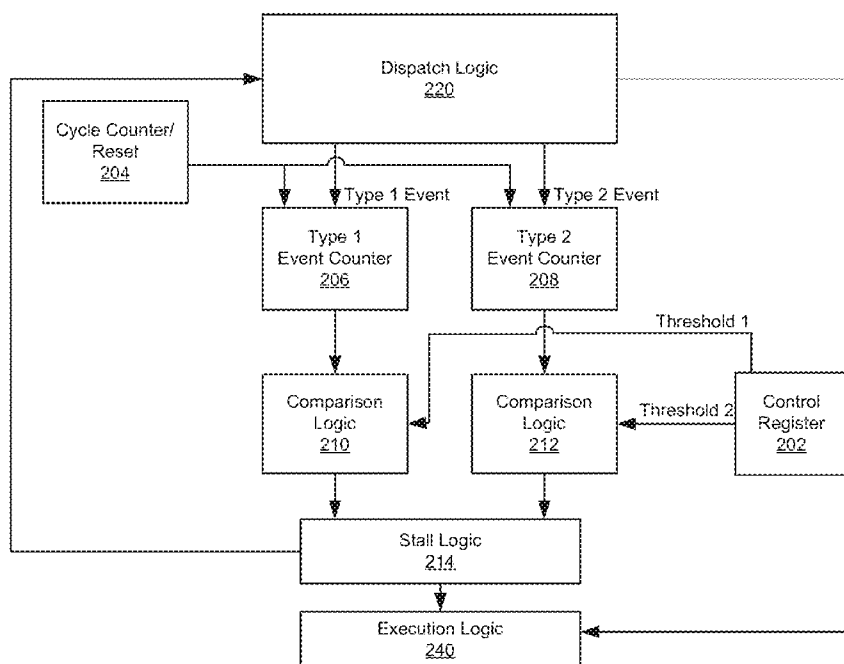 Dispatch Logic
220
Cycle Counter/
Reset
204
Type 1 Event
Type 2 Event
Type 1
Event Counter
206
Type 2
Event Counter
208
Threshold 1
Comparison
Logic
210
Comparison
Logic
212
Threshold 2
Control
Register
202
Stall Logic
214
Execution Logic
240